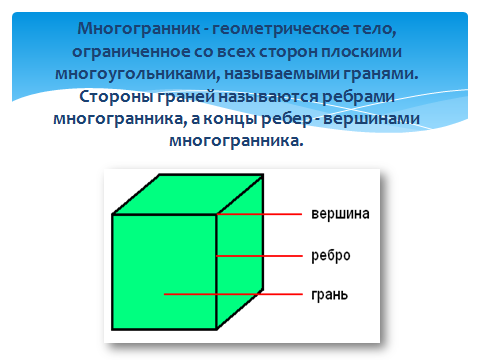 Многогранник - геометрическое тело,
ограниченное со всех сторон плоскими
многоугольниками, называемыми гранями.
Стороны граней называются ребрами
многогранника, а концы ребер - вершинами
многогранника.
вершина
ребро
грань